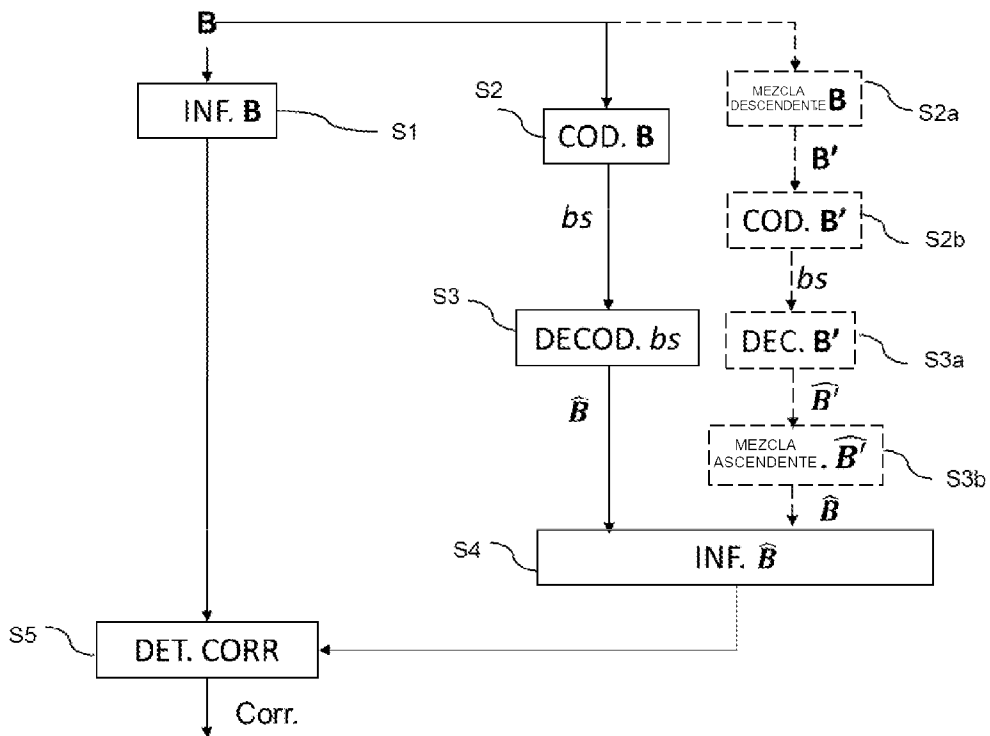 B
INF. B
S1
S2
COD. B
MEZCLA
DESCENDENTE B
S2a
B'
COD. B'
S2b
bs
bs
S3
DECOD. bs
DEC. B'
S3a
B̂
B̂'
MEZCLA
ASCENDENTE. B̂'
S3b
B̂
S4
INF. B̂
S5
DET. CORR
Corr.